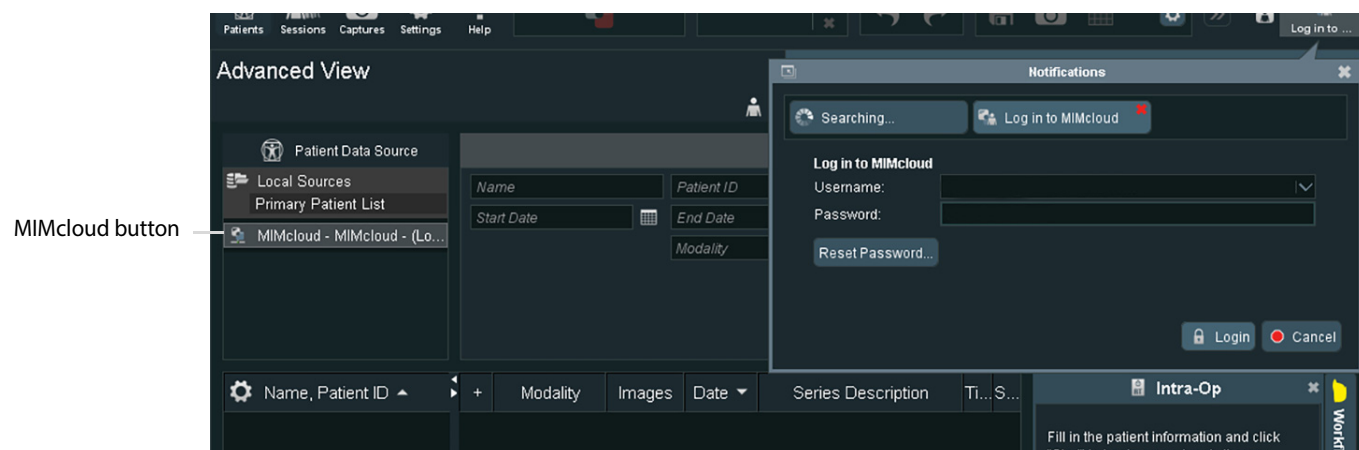 Patients Sessions Captures Settings Help
Log in to ...
Advanced View
Notifications
Searching...
Log in to MIMcloud
Patient Data Source
Local Sources
Primary Patient List
MIMcloud button
MIMcloud - MIMcloud - (Lo...
Name
Patient ID
Start Date
End Date
Modality
Log in to MIMcloud
Username:
Password:
Reset Password...
Login
Cancel
Name, Patient ID
+ Modality Images Date Series Description Ti... S...
Intra-Op
Fill in the patient information and click